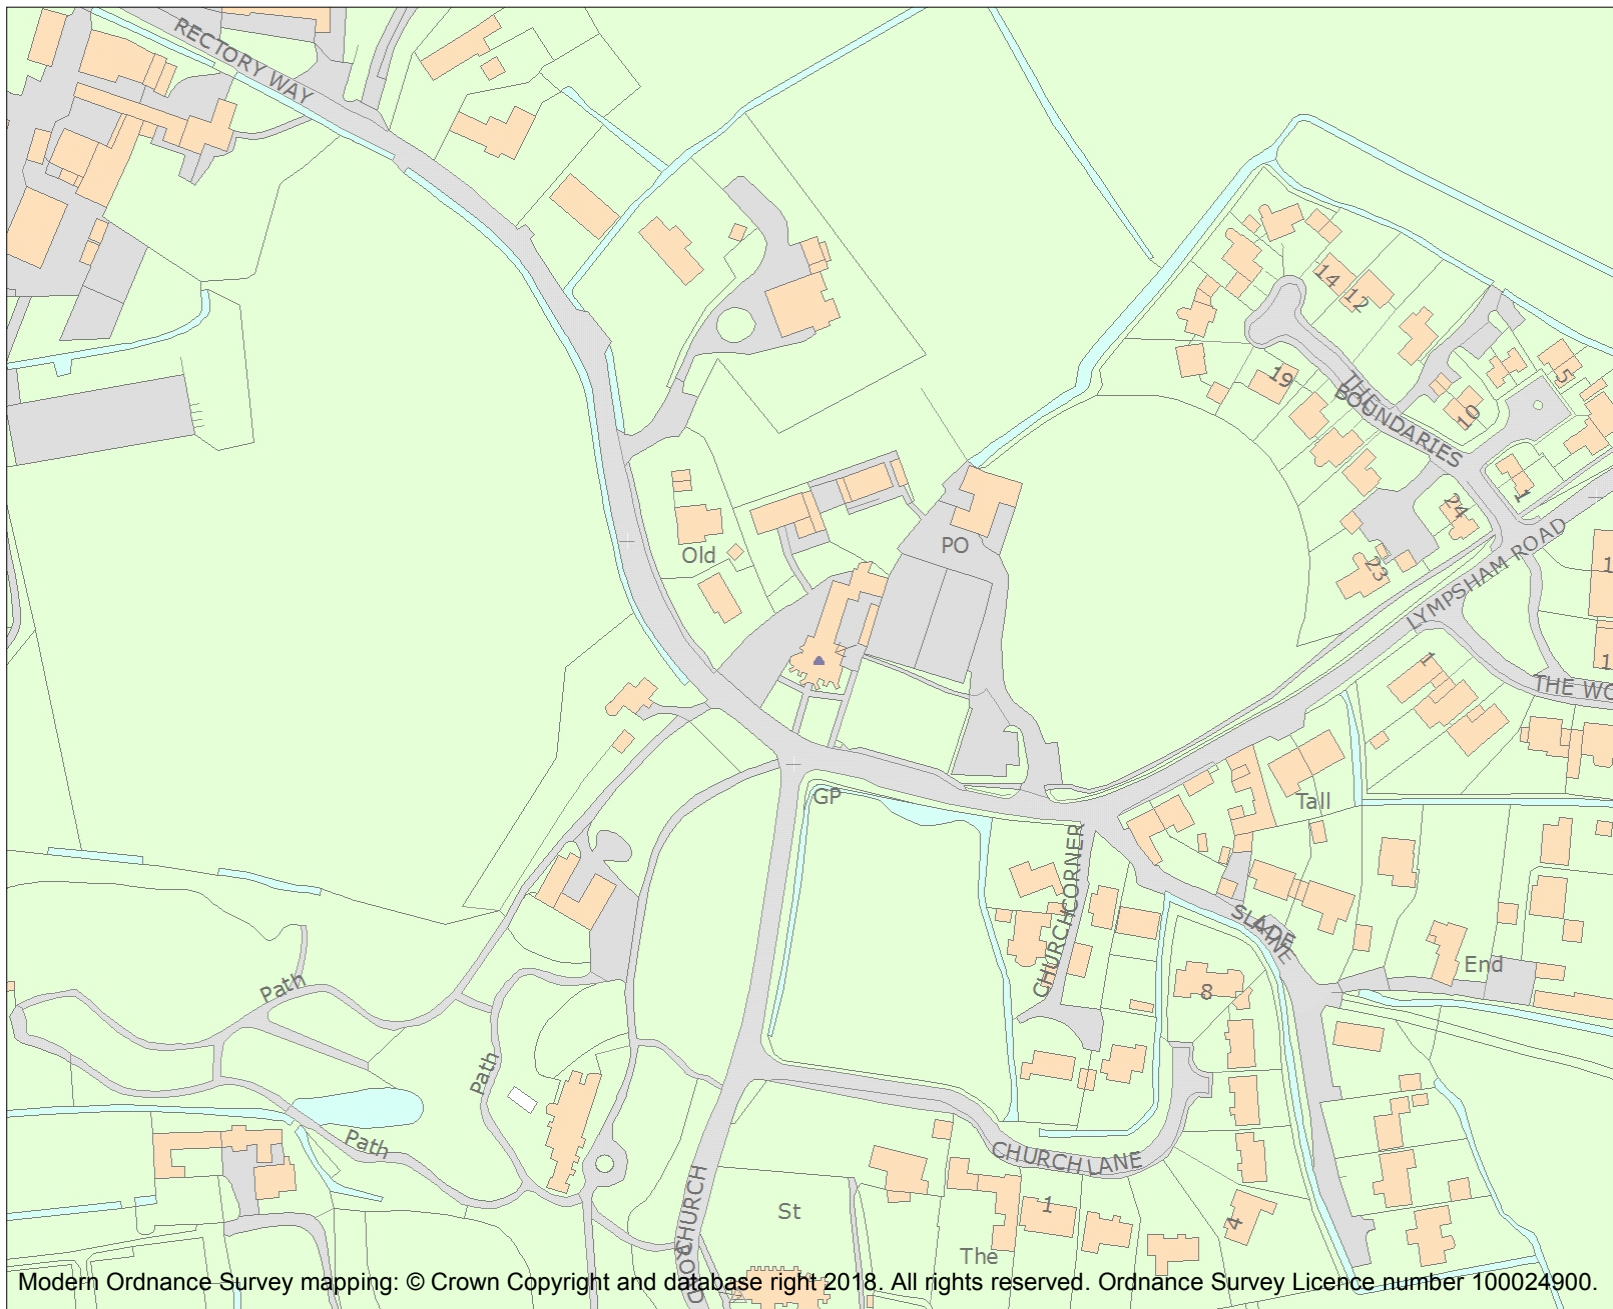 RECTORY WAY
14
12
19
THE
BOUNDARIES
5
10
1
24
23
LYMPSHAM ROAD
Old
PO
1
1
1
THE WO
GP
Tall
CHURCH CORNER
SLADE
LANE
End
8
Path
Path
Path
CHURCH LANE
CHURCH
ROAD
St
1
4
The
Modern Ordnance Survey mapping: © Crown Copyright and database right 2018. All rights reserved. Ordnance Survey Licence number 100024900.